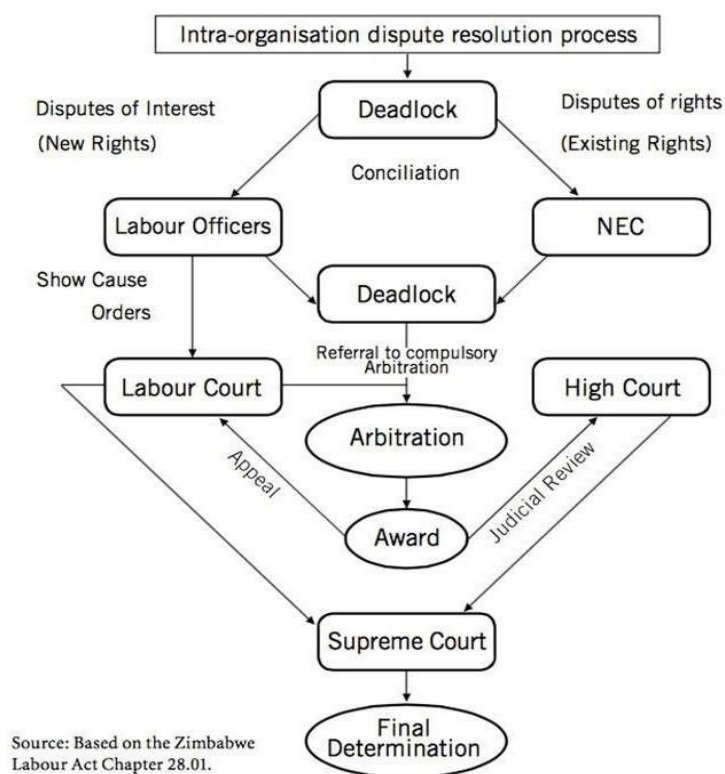 Intra-organisation dispute resolution process
Disputes of Interest
(New Rights)
Deadlock
Disputes of rights
(Existing Rights)
Conciliation
Labour Officers
NEC
Show Cause
Orders
Deadlock
Referral to compulsory
Arbitration
Labour Court
High Court
Arbitration
Appeal
Judicial Review
Award
Supreme Court
Final
Determination
Source: Based on the Zimbabwe
Labour Act Chapter 28.01.